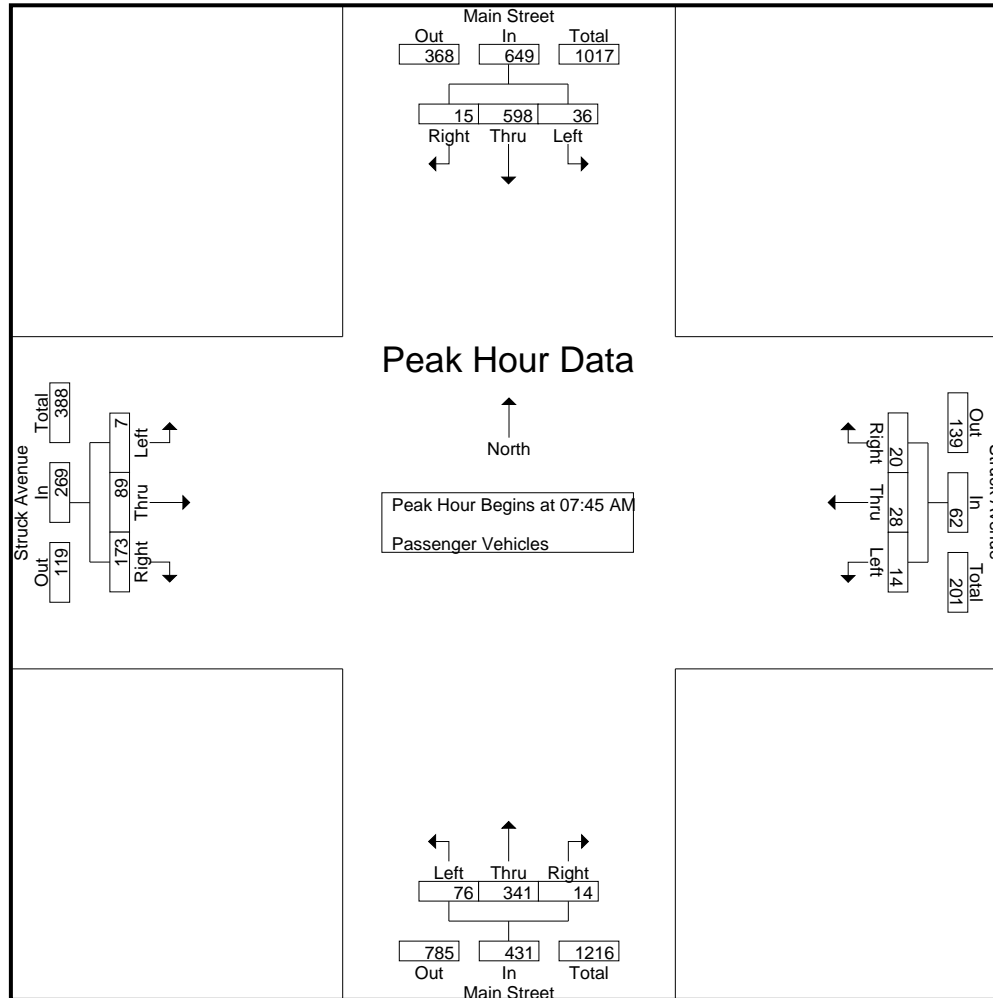 Main Street
Out In Total
368 649 1017
15 598 36
Right Thru Left
Peak Hour Data
North
Peak Hour Begins at 07:45 AM
Passenger Vehicles
Struck Avenue
Total In Out
388 269 119
7 89 173
Left Thru Right
Out In Total
139 62 201
20 28 14
Right Thru Left
Left Thru Right
76 341 14
785 431 1216
Out In Total
Main Street